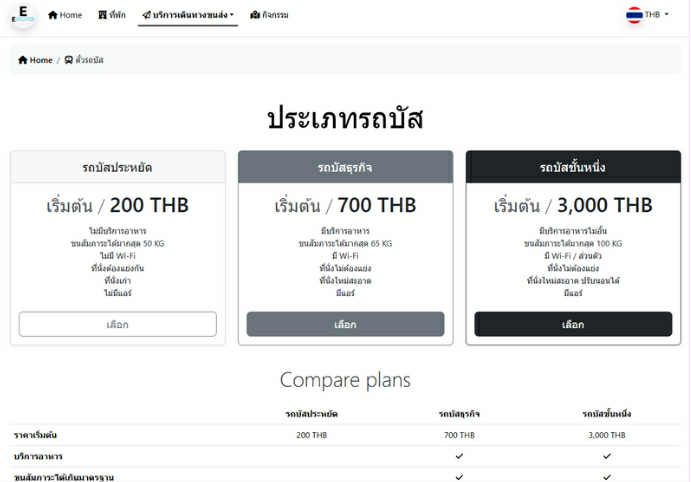 E
Home ที่พัก บริการเดินทางขนส่ง กิจกรรม THB
Home / ตั๋วรถบัส
ประเภทรถบัส
รถบัสประหยัด
เริ่มต้น / 200 THB
ไม่มีบริการอาหาร
ขนสัมภาระได้มากสุด 50 KG
ไม่มี Wi-Fi
ที่นั่งต้องแย่งกัน
ที่นั่งเก่า
ไม่มีแอร์
เลือก
รถบัสธุรกิจ
เริ่มต้น / 700 THB
มีบริการอาหาร
ขนสัมภาระได้มากสุด 65 KG
มี Wi-Fi
ที่นั่งไม่ต้องแย่ง
ที่นั่งใหม่สะอาด
มีแอร์
เลือก
รถบัสชั้นหนึ่ง
เริ่มต้น / 3,000 THB
มีบริการอาหารไม่อั้น
ขนสัมภาระได้มากสุด 100 KG
มี Wi-Fi / ส่วนตัว
ที่นั่งไม่ต้องแย่ง
ที่นั่งใหม่สะอาด ปรับนอนได้
มีแอร์
เลือก
Compare plans
รถบัสประหยัด รถบัสธุรกิจ รถบัสชั้นหนึ่ง
ราคาเริ่มต้น 200 THB 700 THB 3,000 THB
บริการอาหาร
ขนสัมภาระได้เกินมาตรฐาน